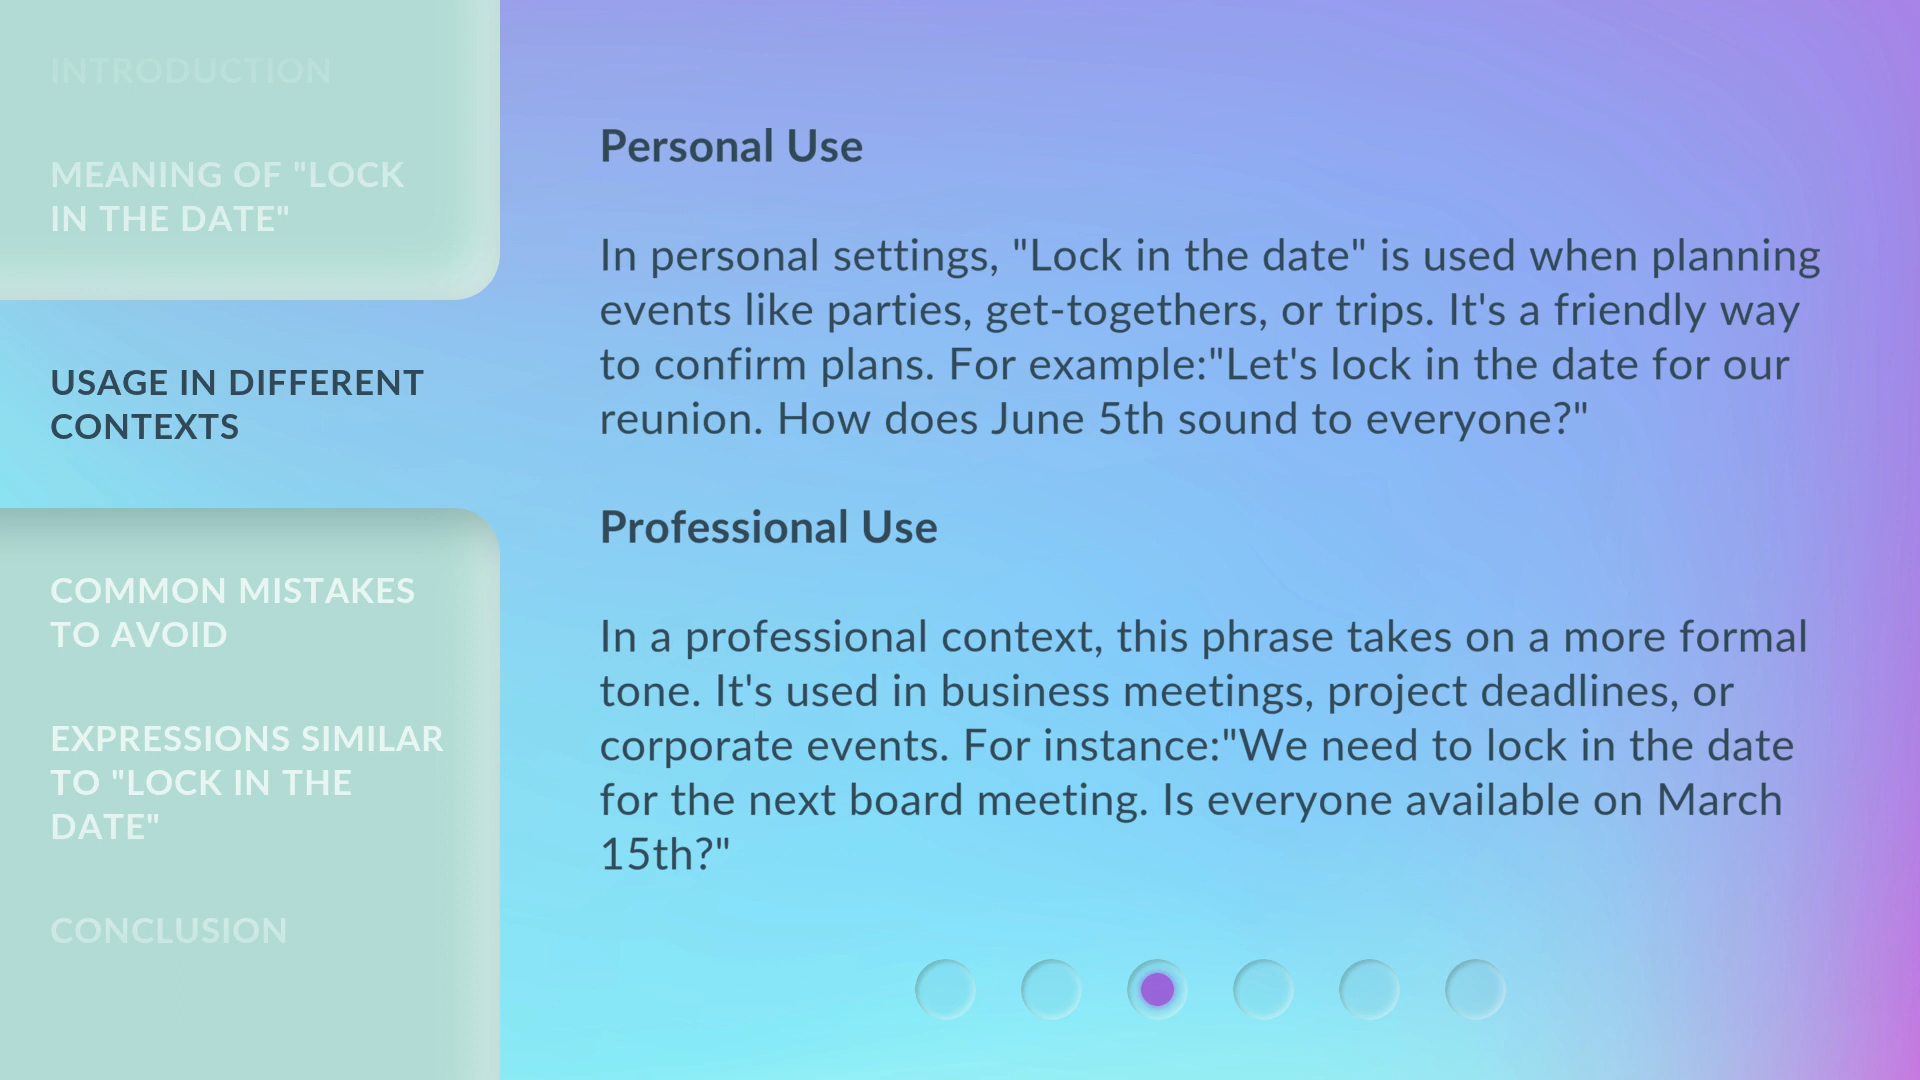 INTRODUCTION
MEANING OF "LOCK
IN THE DATE"
USAGE IN DIFFERENT
CONTEXTS
COMMON MISTAKES
TO AVOID
EXPRESSIONS SIMILAR
TO "LOCK IN THE
DATE"
CONCLUSION
Personal Use
In personal settings, "Lock in the date" is used when planning
events like parties, get-togethers, or trips. It's a friendly way
to confirm plans. For example:"Let's lock in the date for our
reunion. How does June 5th sound to everyone?"
Professional Use
In a professional context, this phrase takes on a more formal
tone. It's used in business meetings, project deadlines, or
corporate events. For instance:"We need to lock in the date
for the next board meeting. Is everyone available on March
15th?"